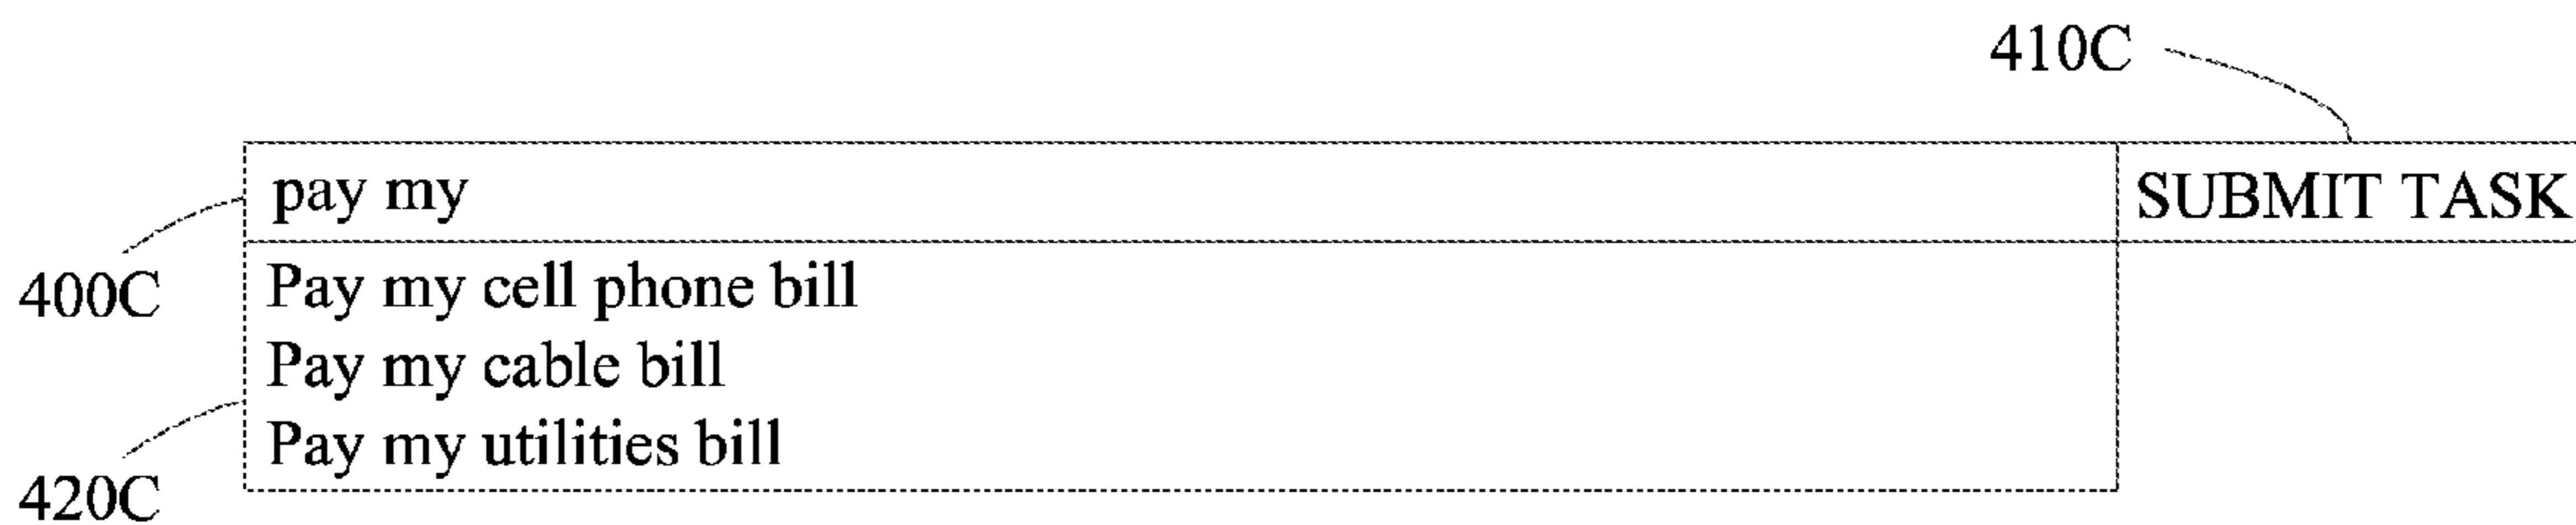 410C
pay my
SUBMIT TASK
400C
Pay my cell phone bill
Pay my cable bill
Pay my utilities bill
420C